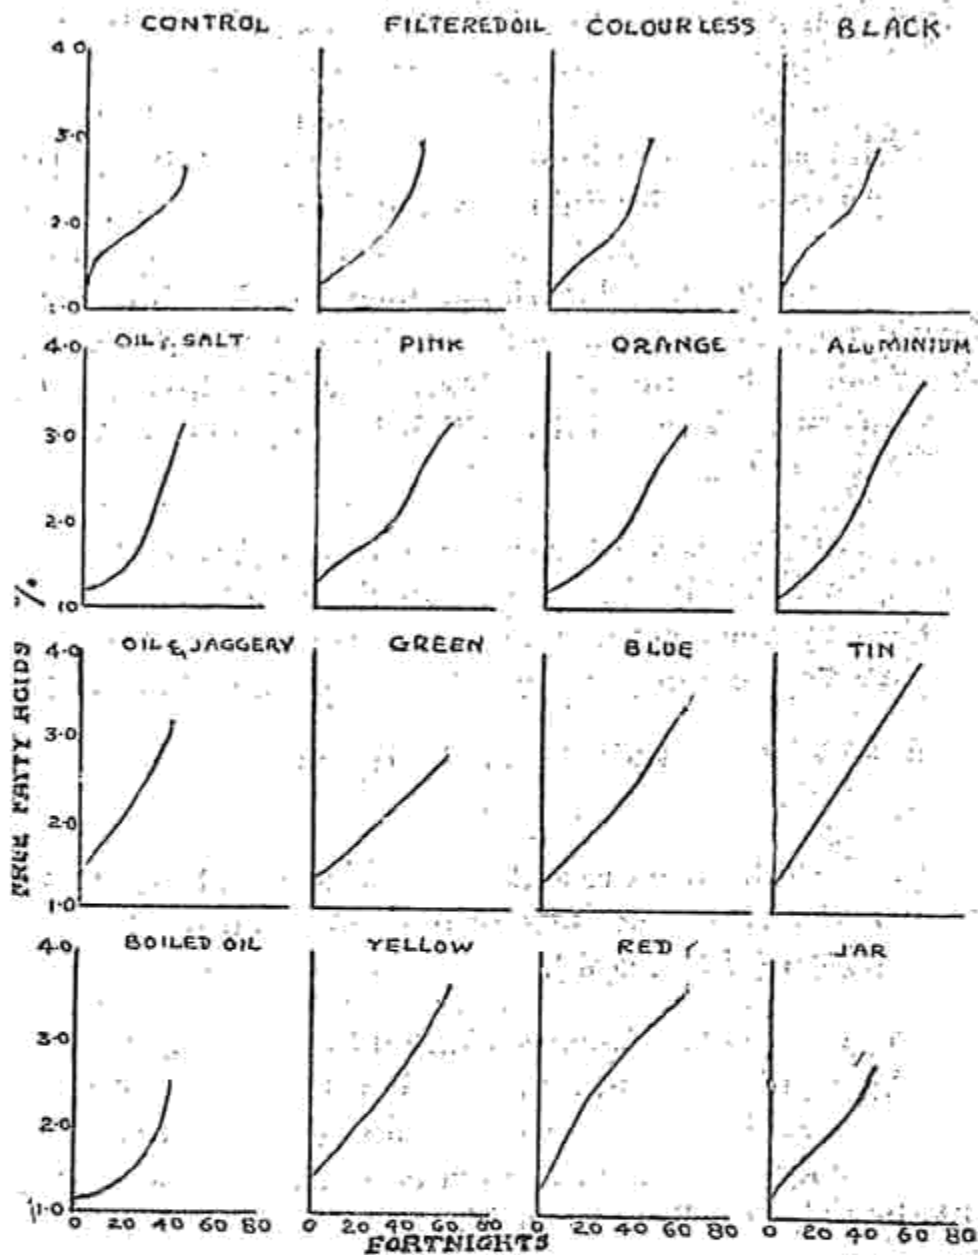 CONTROL FILTEREDOIL COLOURLESS BLACK
4.0
3.0
2.0
1.0
OIL & SALT PINK ORANGE ALUMINIUM
4.0
3.0
2.0
1.0
OIL & JAGGERY GREEN BLUE TIN
4.0
3.0
2.0
1.0
BOILED OIL YELLOW RED JAR
4.0
3.0
2.0
1.0
0 20 40 60 80 0 20 40 60 80 0 20 40 60 80 0 20 40 60 80
FORTNIGHTS
FREE FATTY ACIDS %